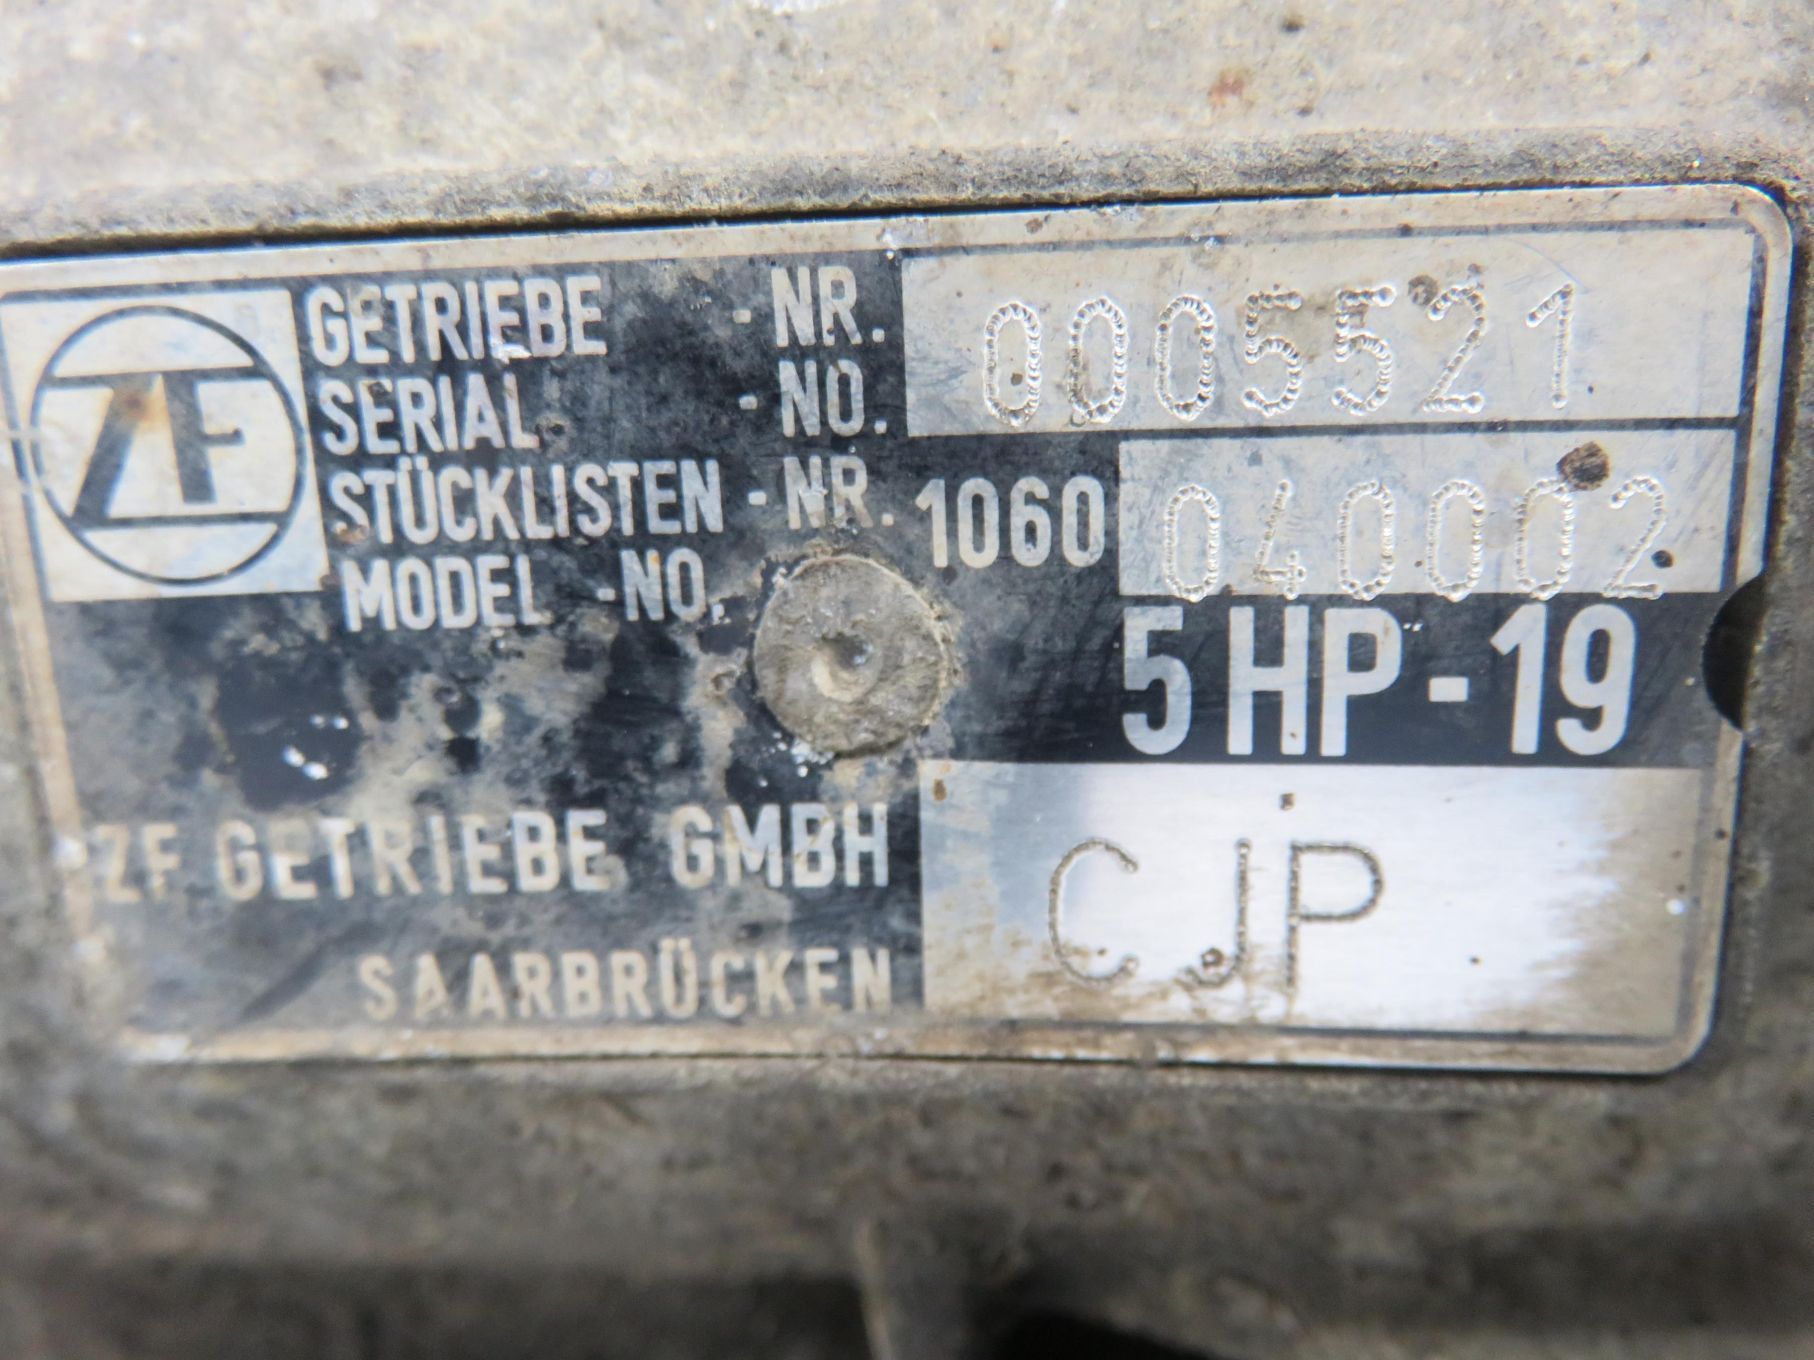 ZF
GETRIEBE - NR. 0005521
SERIAL - NO.
STÜCKLISTEN - NR. 1060 040002
MODEL - NO.
5 HP - 19
ZF GETRIEBE GMBH
SAARBRÜCKEN
CJP